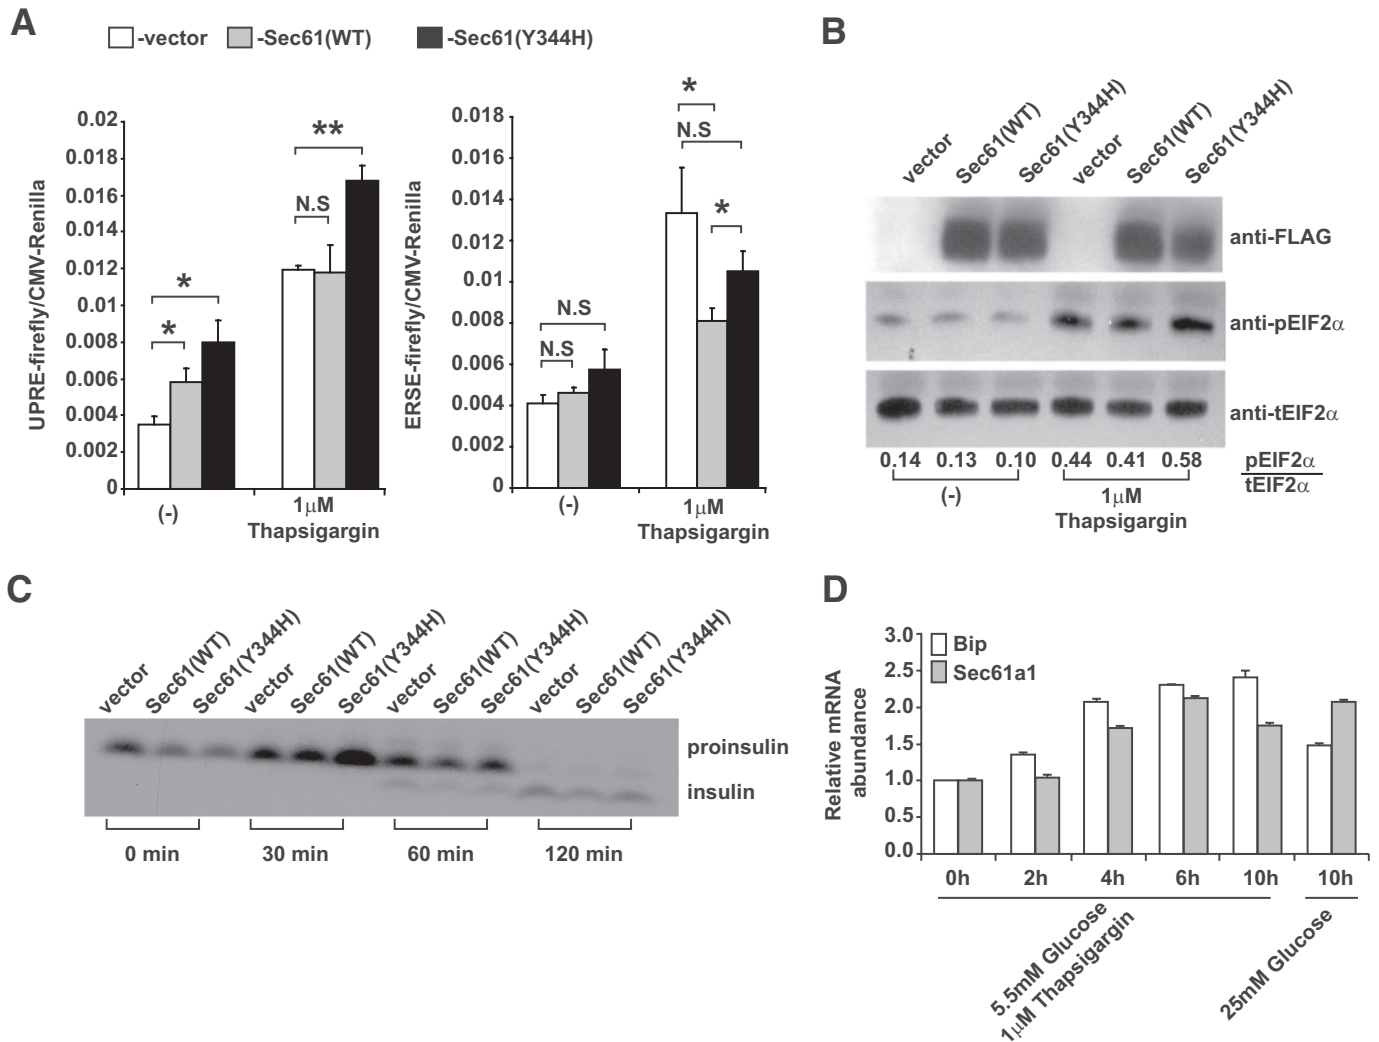 A
-vector -Sec61(WT) -Sec61(Y344H)
UPRE-firefly/CMV-Renilla
0.02
0.018
0.016
0.014
0.012
0.01
0.008
0.006
0.004
0.002
0
*
*
N.S
**
(-)
1μM
Thapsigargin
ERSE-firefly/CMV-Renilla
0.018
0.016
0.014
0.012
0.01
0.008
0.006
0.004
0.002
0
N.S
N.S
*
N.S
*
(-)
1μM
Thapsigargin
B
vector
Sec61(WT)
Sec61(Y344H)
vector
Sec61(WT)
Sec61(Y344H)
anti-FLAG
anti-pEIF2α
anti-tEIF2α
0.14 0.13 0.10 0.44 0.41 0.58
pEIF2α
tEIF2α
(-)
1μM
Thapsigargin
C
vector
Sec61(WT)
Sec61(Y344H)
vector
Sec61(WT)
Sec61(Y344H)
vector
Sec61(WT)
Sec61(Y344H)
vector
Sec61(WT)
Sec61(Y344H)
proinsulin
insulin
0 min 30 min 60 min 120 min
D
Relative mRNA
abundance
3.0
2.5
2.0
1.5
1.0
0.5
0.0
Bip
Sec61a1
0h 2h 4h 6h 10h 10h
5.5mM Glucose
1μM Thapsigargin
25mM Glucose